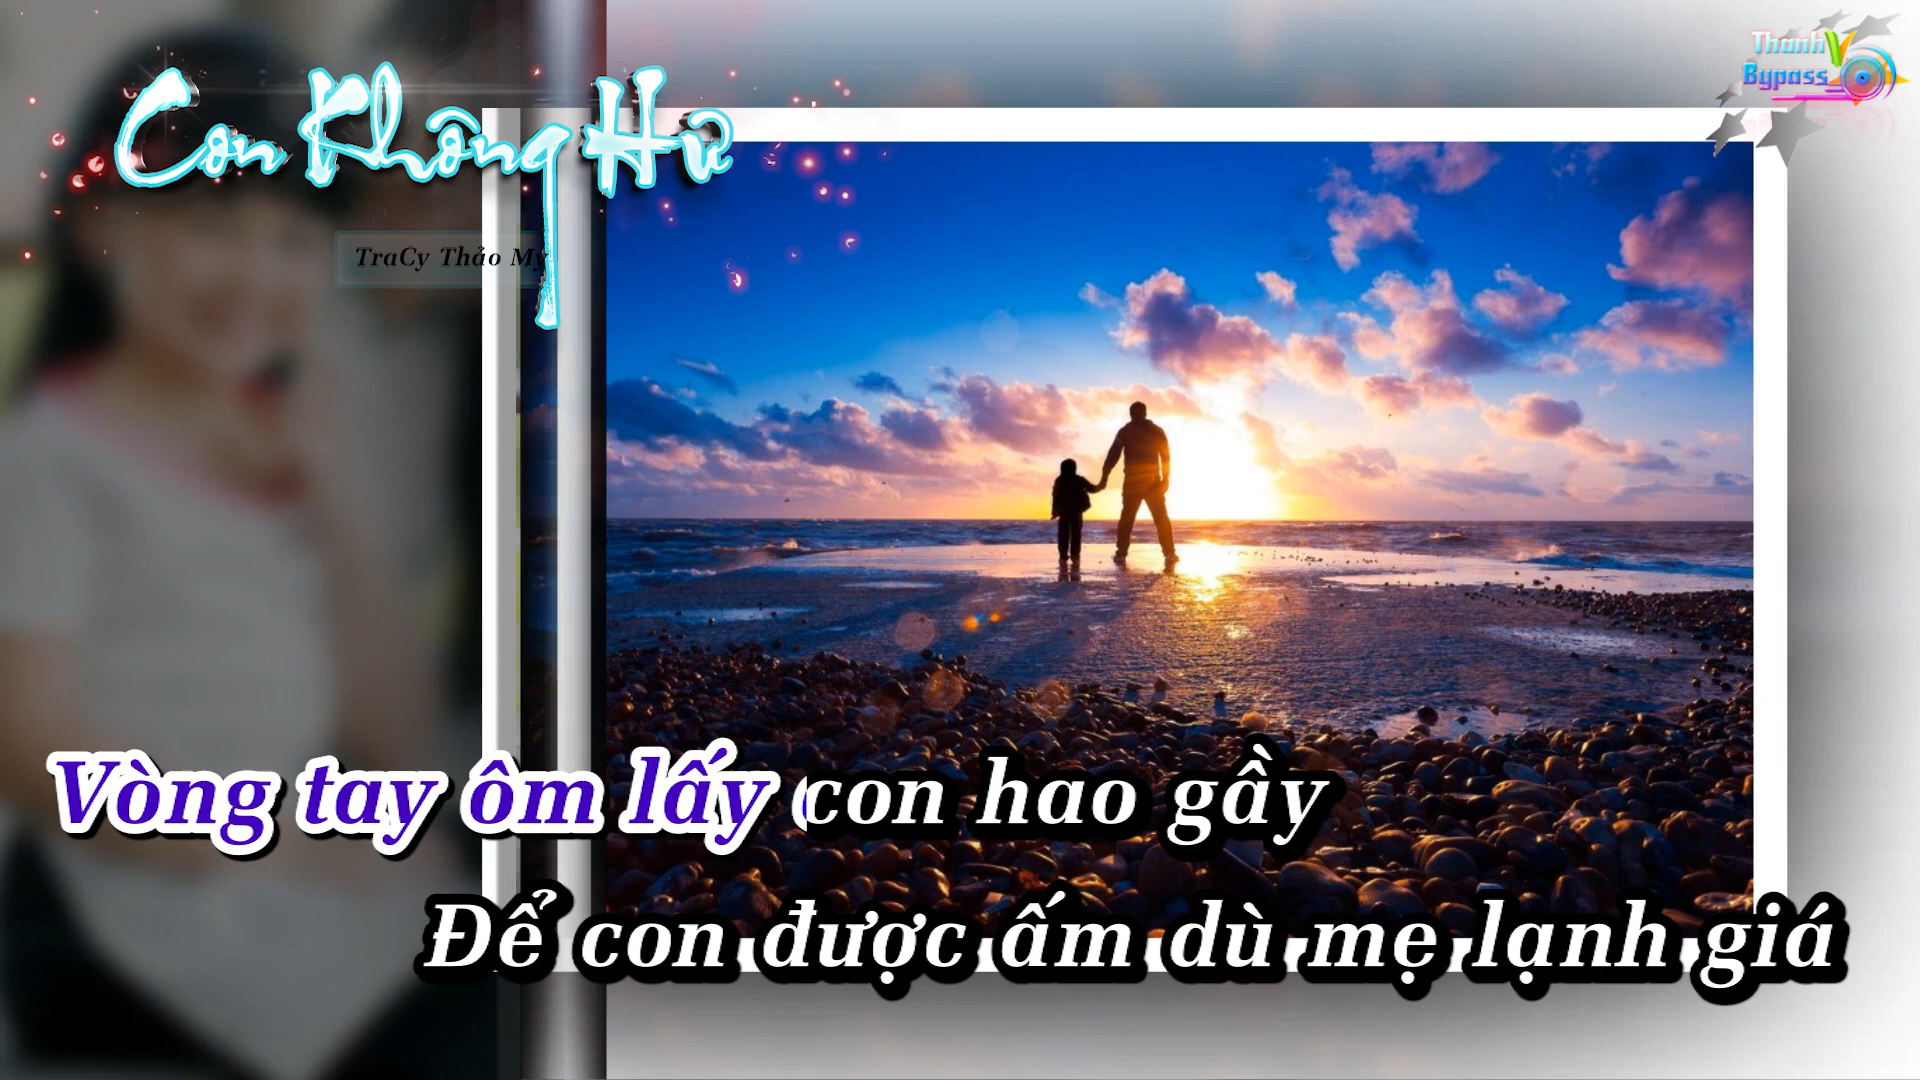 Con Không Hư
TraCy Thảo My
Thanh V
Bypass
Vòng tay ôm lấy con hao gầy
Để con được ấm dù mẹ lạnh giá